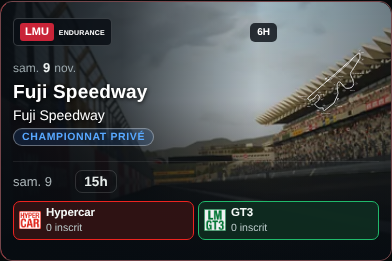 LMU ENDURANCE
6H
sam. 9 nov.
Fuji Speedway
Fuji Speedway
CHAMPIONNAT PRIVÉ
sam. 9 15h
HYPER CAR Hypercar
0 inscrit
LM GT3 GT3
0 inscrit